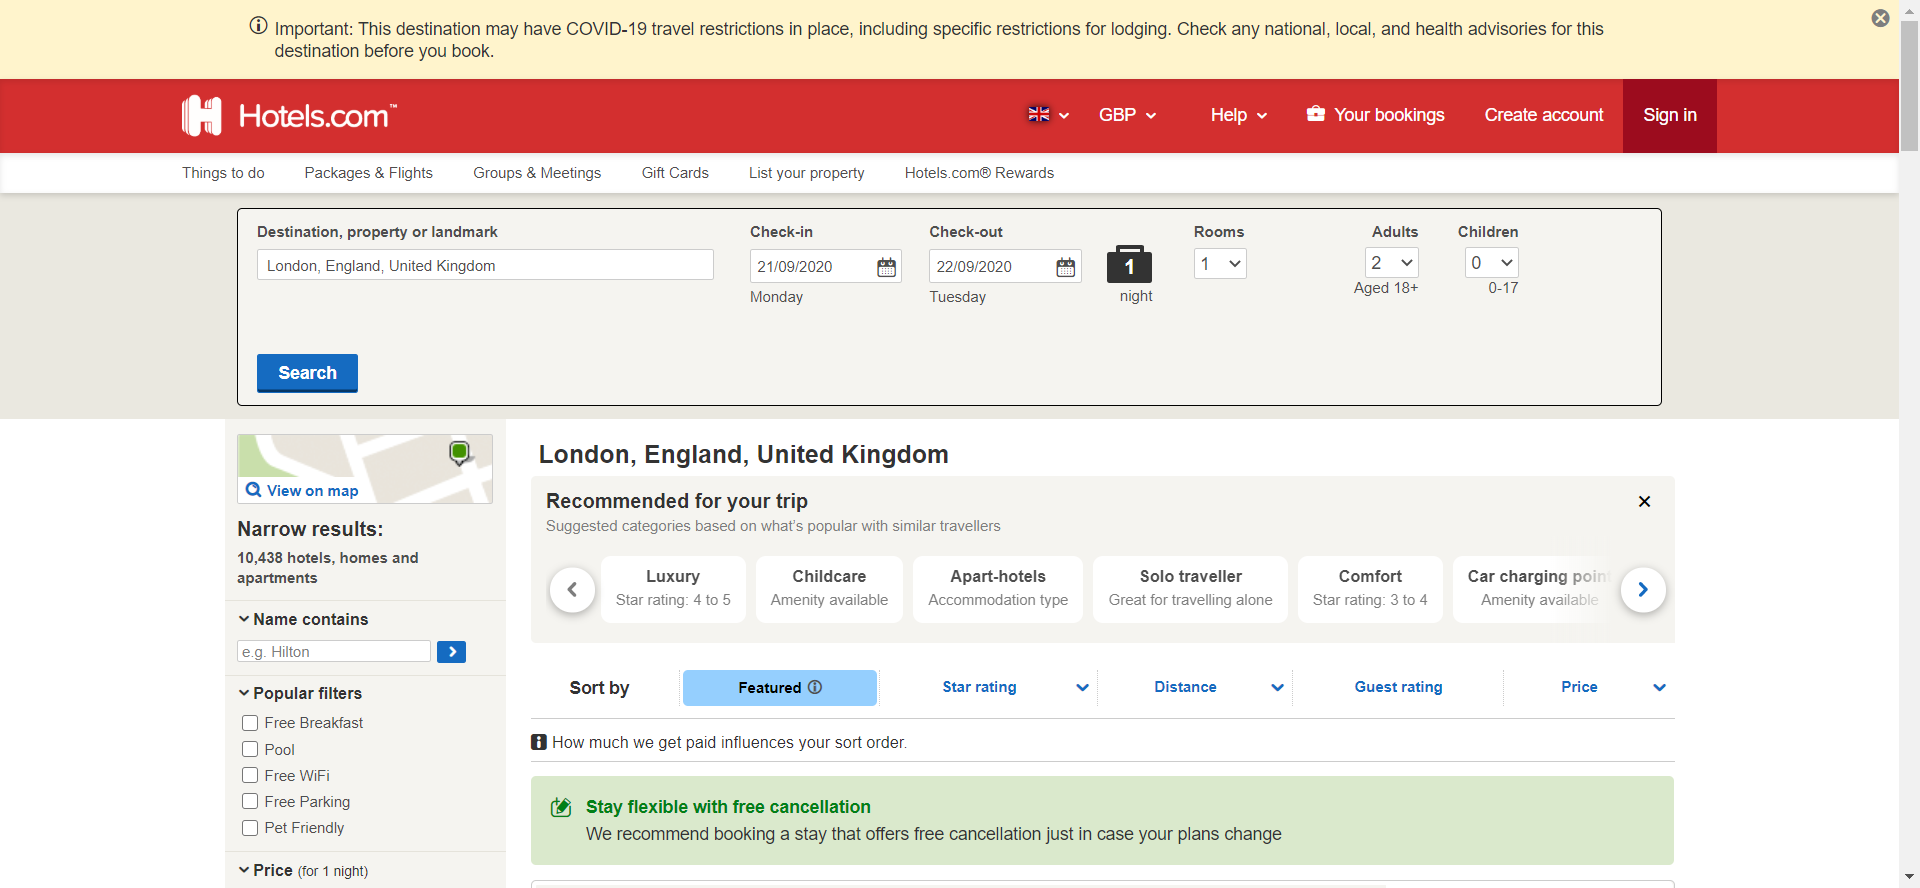 Important: This destination may have COVID-19 travel restrictions in place, including specific restrictions for lodging. Check any national, local, and health advisories for this
destination before you book.
Hotels.com™
GBP
Help
Your bookings
Create account
Sign in
Things to do
Packages & Flights
Groups & Meetings
Gift Cards
List your property
Hotels.com® Rewards
Destination, property or landmark
London, England, United Kingdom
Check-in
21/09/2020
Monday
Check-out
22/09/2020
Tuesday
1
night
Rooms
1
Adults
2
Aged 18+
Children
0
0-17
Search
View on map
Narrow results:
10,438 hotels, homes and
apartments
Name contains
e.g. Hilton
Popular filters
Free Breakfast
Pool
Free WiFi
Free Parking
Pet Friendly
Price (for 1 night)
London, England, United Kingdom
Recommended for your trip
Suggested categories based on what's popular with similar travellers
Luxury
Star rating: 4 to 5
Childcare
Amenity available
Apart-hotels
Accommodation type
Solo traveller
Great for travelling alone
Comfort
Star rating: 3 to 4
Car charging point
Amenity available
Sort by
Featured
Star rating
Distance
Guest rating
Price
How much we get paid influences your sort order.
Stay flexible with free cancellation
We recommend booking a stay that offers free cancellation just in case your plans change